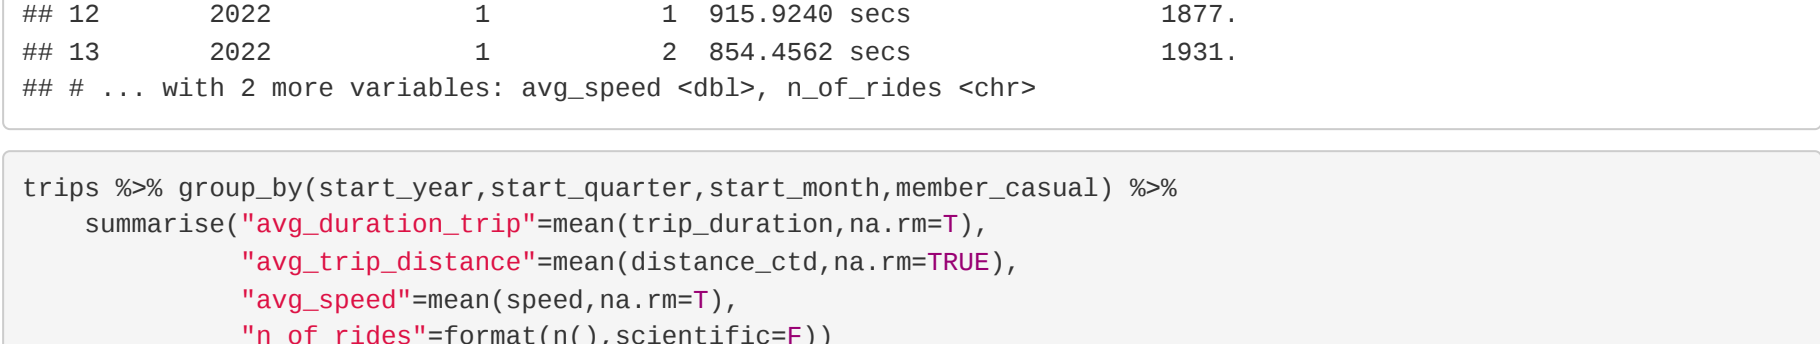 ## 12       2022             1           1  915.9240 secs                1877.
## 13       2022             1           2  854.4562 secs                1931.
## # ... with 2 more variables: avg_speed <dbl>, n_of_rides <chr>
trips %>% group_by(start_year,start_quarter,start_month,member_casual) %>%
    summarise("avg_duration_trip"=mean(trip_duration,na.rm=T),
              "avg_trip_distance"=mean(distance_ctd,na.rm=TRUE),
              "avg_speed"=mean(speed,na.rm=T),
              "n_of_rides"=format(n(),scientific=F))